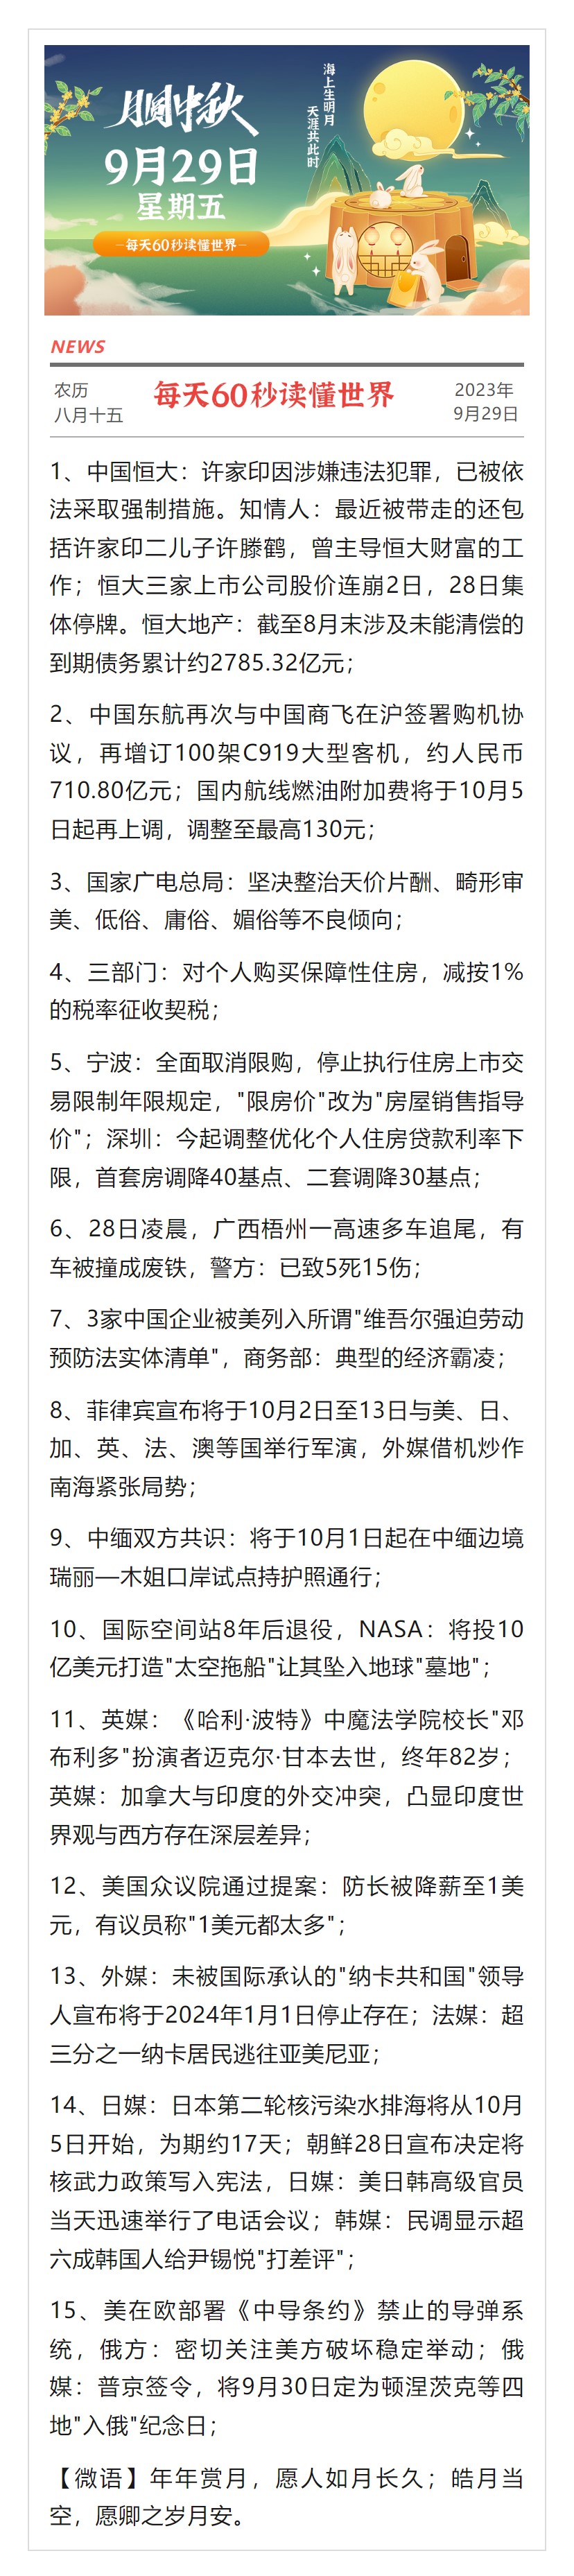 月圆中秋
海上生明月
天涯共此时
9月29日
星期五
每天60秒读懂世界
NEWS
农历
八月十五
每天60秒读懂世界
2023年
9月29日
1、中国恒大：许家印因涉嫌违法犯罪，已被依
法采取强制措施。知情人：最近被带走的还包
括许家印二儿子许滕鹤，曾主导恒大财富的工
作；恒大三家上市公司股价连崩2日，28日集
体停牌。恒大地产：截至8月末涉及未能清偿的
到期债务累计约2785.32亿元；
2、中国东航再次与中国商飞在沪签署购机协
议，再增订100架C919大型客机，约人民币
710.80亿元；国内航线燃油附加费将于10月5
日起再上调，调整至最高130元；
3、国家广电总局：坚决整治天价片酬、畸形审
美、低俗、庸俗、媚俗等不良倾向；
4、三部门：对个人购买保障性住房，减按1%
的税率征收契税；
5、宁波：全面取消限购，停止执行住房上市交
易限制年限规定，"限房价"改为"房屋销售指导
价"；深圳：今起调整优化个人住房贷款利率下
限，首套房调降40基点、二套调降30基点；
6、28日凌晨，广西梧州一高速多车追尾，有
车被撞成废铁，警方：已致5死15伤；
7、3家中国企业被美列入所谓"维吾尔强迫劳动
预防法实体清单"，商务部：典型的经济霸凌；
8、菲律宾宣布将于10月2日至13日与美、日、
加、英、法、澳等国举行军演，外媒借机炒作
南海紧张局势；
9、中缅双方共识：将于10月1日起在中缅边境
瑞丽—木姐口岸试点持护照通行；
10、国际空间站8年后退役，NASA：将投10
亿美元打造"太空拖船"让其坠入地球"墓地"；
11、英媒：《哈利·波特》中魔法学院校长"邓
布利多"扮演者迈克尔·甘本去世，终年82岁；
英媒：加拿大与印度的外交冲突，凸显印度世
界观与西方存在深层差异；
12、美国众议院通过提案：防长被降薪至1美
元，有议员称"1美元都太多"；
13、外媒：未被国际承认的"纳卡共和国"领导
人宣布将于2024年1月1日停止存在；法媒：超
三分之一纳卡居民逃往亚美尼亚；
14、日媒：日本第二轮核污染水排海将从10月
5日开始，为期约17天；朝鲜28日宣布决定将
核武力政策写入宪法，日媒：美日韩高级官员
当天迅速举行了电话会议；韩媒：民调显示超
六成韩国人给尹锡悦"打差评"；
15、美在欧部署《中导条约》禁止的导弹系
统，俄方：密切关注美方破坏稳定举动；俄
媒：普京签令，将9月30日定为顿涅茨克等四
地"入俄"纪念日；
【微语】年年赏月，愿人如月长久；皓月当
空，愿卿之岁月安。